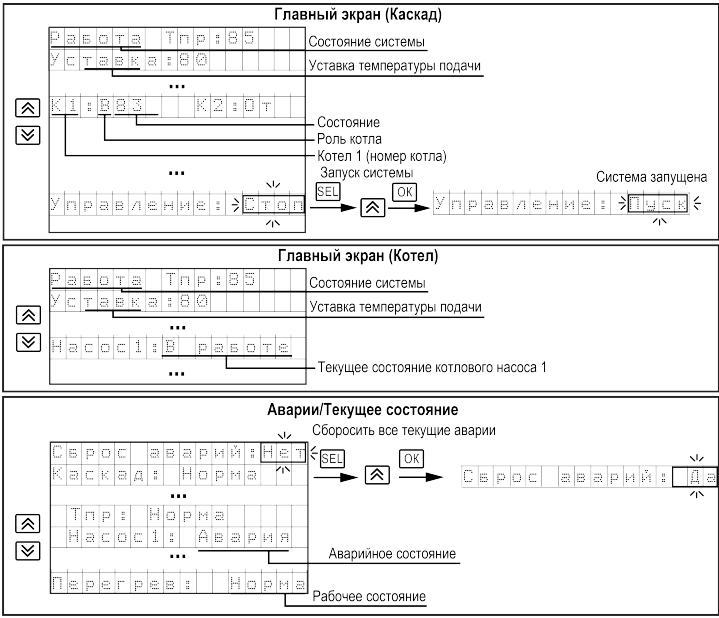 Главный экран (Каскад)
Работа Тпр:85
Состояние системы
Уставка:80
Уставка температуры подачи
...
К1:В83 К2:От
Состояние
Роль котла
Котел 1 (номер котла)
...
Запуск системы
Система запущена
Управление: Стоп
SEL
OK
Управление: Пуск
Главный экран (Котел)
Работа Тпр:85
Состояние системы
Уставка:80
Уставка температуры подачи
...
Насос1:В работе
Текущее состояние котлового насоса 1
...
Аварии/Текущее состояние
Сбросить все текущие аварии
Сброс аварий:Нет
SEL
OK
Сброс аварий: Да
Каскад: Норма
...
Тпр: Норма
Насос1: Авария
...
Аварийное состояние
Перегрев: Норма
Рабочее состояние